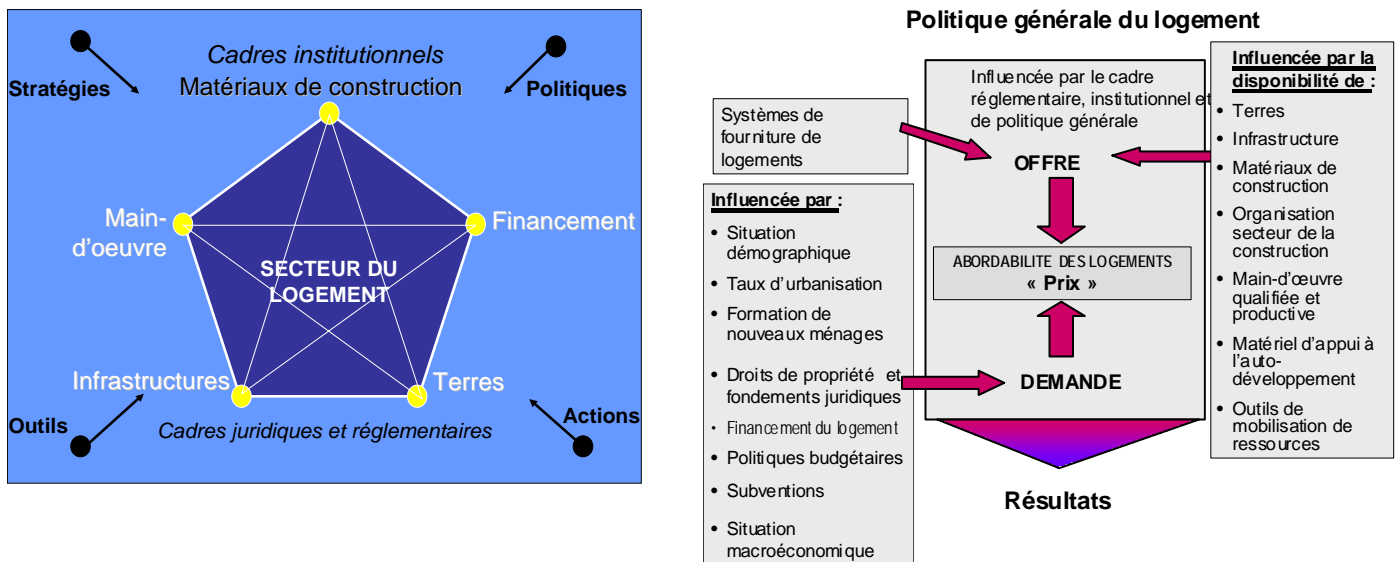 Cadres institutionnels
Matériaux de construction
Stratégies
Politiques
Main-
d'oeuvre
Financement
SECTEUR DU
LOGEMENT
Infrastructures
Terres
Outils
Actions
Cadres juridiques et réglementaires
Politique générale du logement
Influencée par le cadre
réglementaire, institutionnel et
de politique générale
Systèmes de
fourniture de
logements
OFFRE
ABORDABILITE DES LOGEMENTS
« Prix »
DEMANDE
Résultats
Influencée par :
• Situation
démographique
• Taux d'urbanisation
• Formation de
nouveaux ménages
• Droits de propriété et
fondements juridiques
• Financement du logement
• Politiques budgétaires
• Subventions
• Situation
macroéconomique
Influencée par la
disponibilité de :
• Terres
• Infrastructure
• Matériaux de
construction
• Organisation
secteur de la
construction
• Main-d'œuvre
qualifiée et
productive
• Matériel d'appui à
l'auto-
développement
• Outils de
mobilisation de
ressources